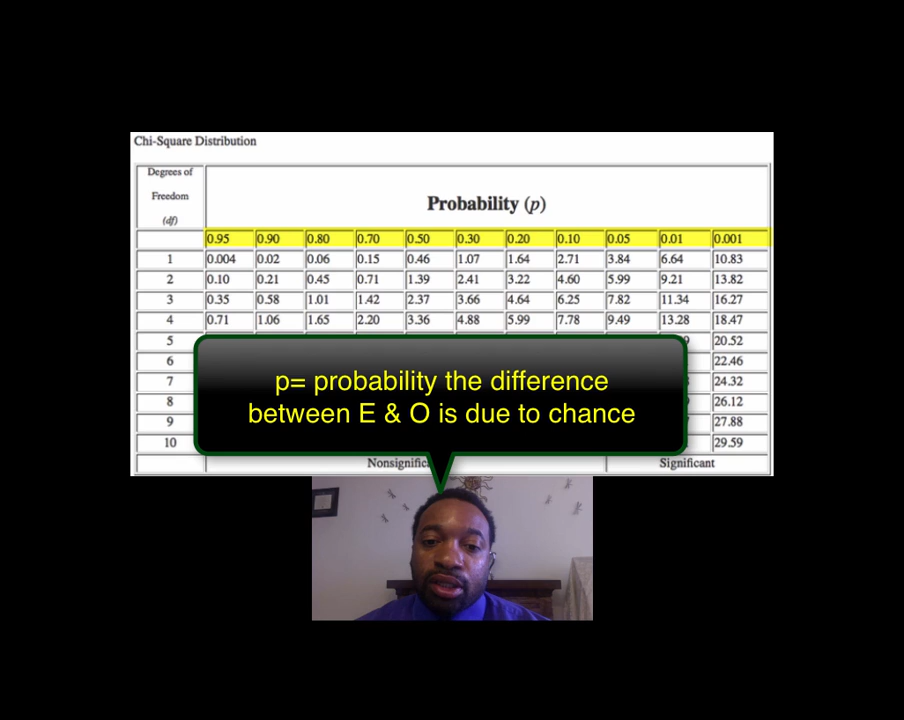 Chi-Square Distribution
Degrees of
Freedom
(df)
Probability (p)
0.95 0.90 0.80 0.70 0.50 0.30 0.20 0.10 0.05 0.01 0.001
1 0.004 0.02 0.06 0.15 0.46 1.07 1.64 2.71 3.84 6.64 10.83
2 0.10 0.21 0.45 0.71 1.39 2.41 3.22 4.60 5.99 9.21 13.82
3 0.35 0.58 1.01 1.42 2.37 3.66 4.64 6.25 7.82 11.34 16.27
4 0.71 1.06 1.65 2.20 3.36 4.88 5.99 7.78 9.49 13.28 18.47
5 20.52
6 22.46
7 24.32
8 26.12
9 27.88
10 29.59
p= probability the difference
between E & O is due to chance
Significant